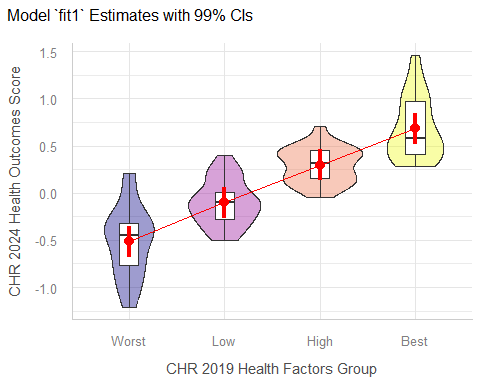 Model `fit1` Estimates with 99% CIs
CHR 2024 Health Outcomes Score
1.5
1.0
0.5
0.0
-0.5
-1.0
Worst
Low
High
Best
CHR 2019 Health Factors Group